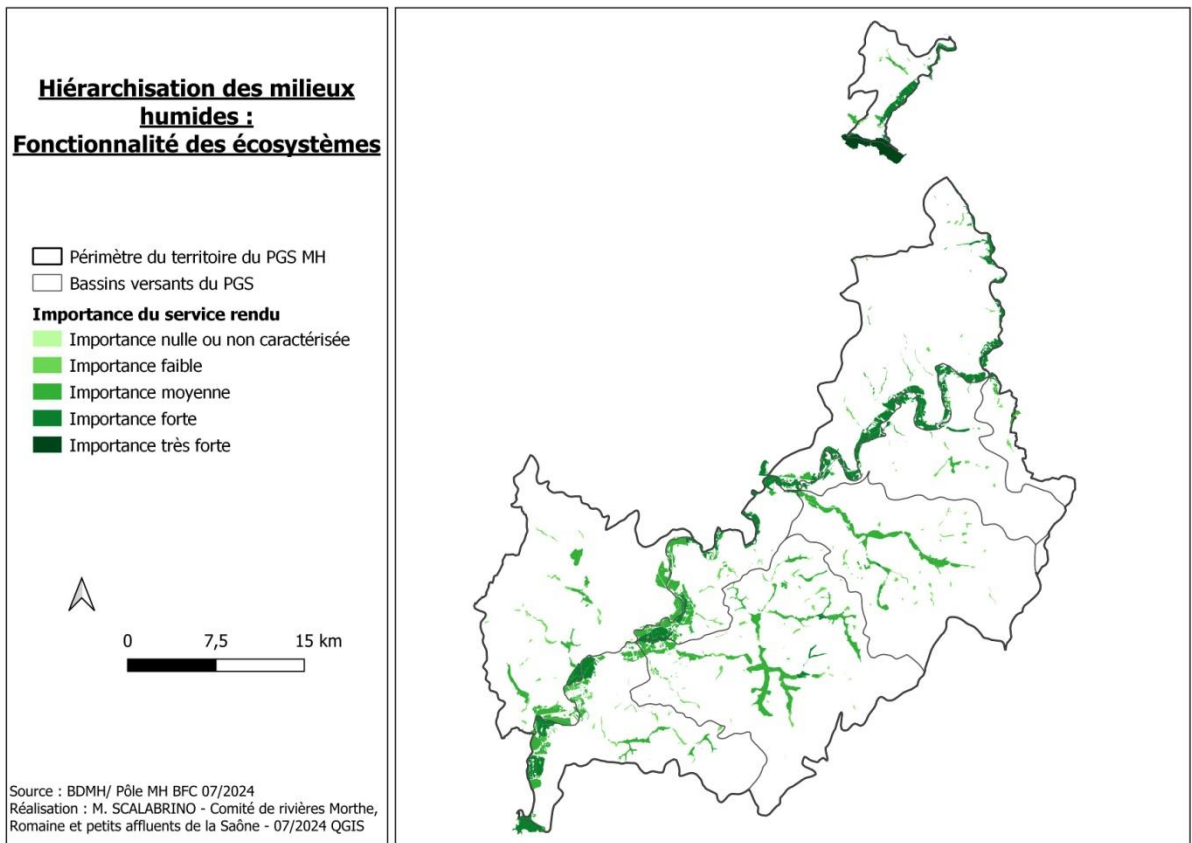 Hiérarchisation des milieux
humides :
Fonctionnalité des écosystèmes
Périmètre du territoire du PGS MH
Bassins versants du PGS
Importance du service rendu
Importance nulle ou non caractérisée
Importance faible
Importance moyenne
Importance forte
Importance très forte
0 7,5 15 km
Source : BDMH/ Pôle MH BFC 07/2024
Réalisation : M. SCALABRINO - Comité de rivières Morthe,
Romaine et petits affluents de la Saône - 07/2024 QGIS